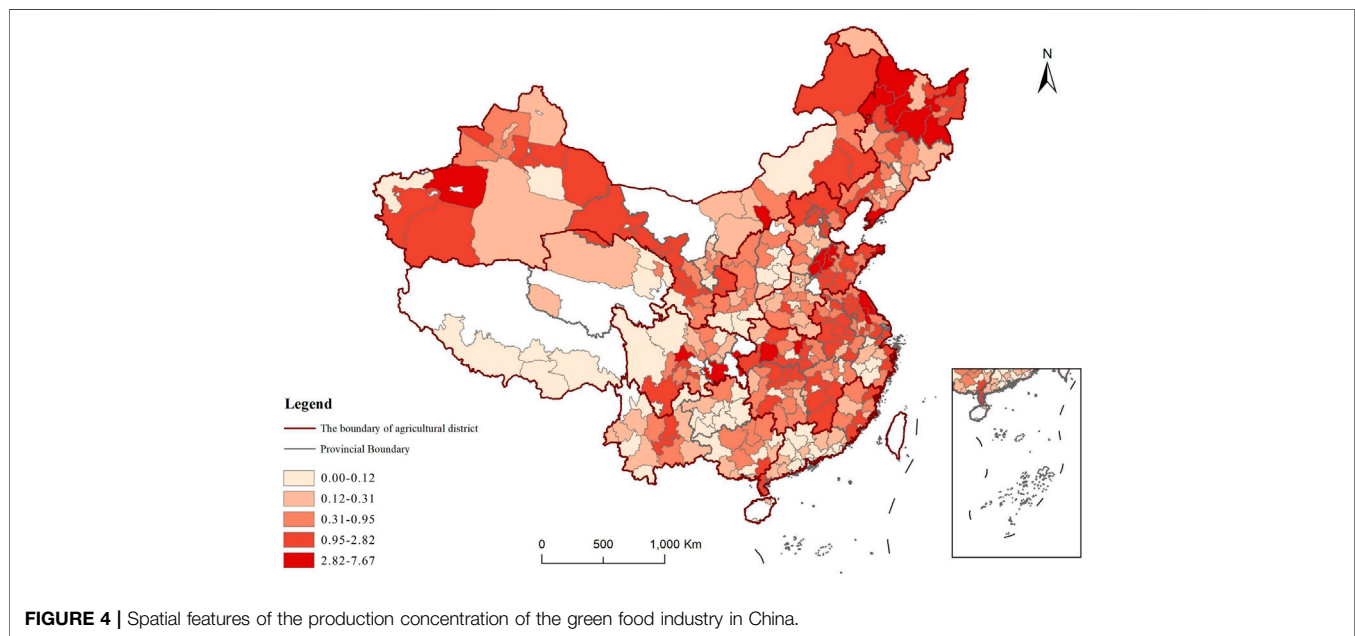 N
Legend
The boundary of agricultural district
Provincial Boundary
0.00-0.12
0.12-0.31
0.31-0.95
0.95-2.82
2.82-7.67
0 500 1,000 Km
FIGURE 4 | Spatial features of the production concentration of the green food industry in China.